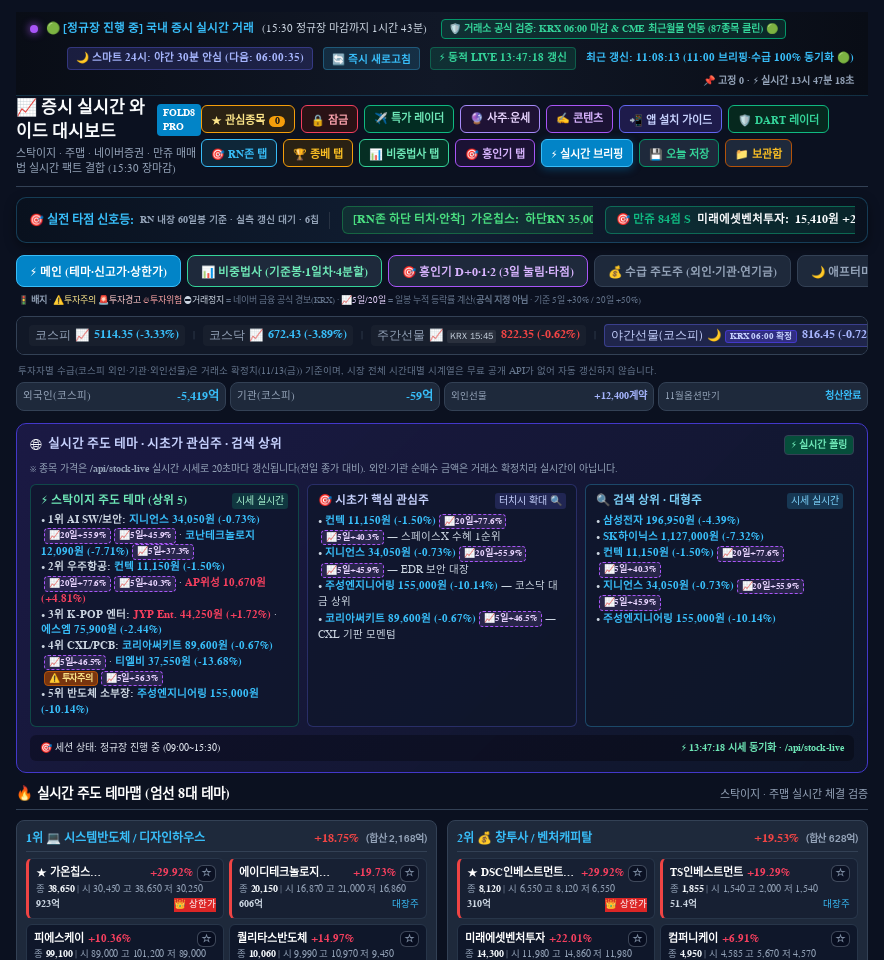 🟢 [정규장 진행 중] 국내 증시 실시간 거래 (15:30 정규장 마감까지 1시간 43분) 🛡️ 거래소 공식 검증: KRX 06:00 마감 & CME 최근월물 연동 (87종목 클린) 🟢
🌙 스마트 24시: 야간 30분 안심 (다음: 06:00:35) 🔄 즉시 새로고침 ⚡ 동적 LIVE 13:47:18 갱신 최근 갱신: 11:08:13 (11:00 브리핑·수급 100% 동기화 🟢)
📌 고정 0 · ⚡ 실시간 13시 47분 18초
📈 증시 실시간 와이드 대시보드 FOLD8 PRO
스탁이지 · 주맵 · 네이버증권 · 만쥬 매매법 실시간 팩트 결합 (15:30 장마감)
★ 관심종목 0 🔒 잠금 ✈️ 특가 레이더 🔮 사주·운세 ✍️ 콘텐츠 📲 앱 설치 가이드 🛡️ DART 레이더
🎯 RN존 탭 🏆 종베 탭 📊 비중법사 탭 🎯 홍인기 탭 ⚡ 실시간 브리핑 💾 오늘 저장 📁 보관함
🎯 실전 타점 신호등: RN 내장 60일봉 기준 · 실측 갱신 대기 · 6칩 [RN존 하단 터치·안착] 가온칩스: 하단RN 35,00 🎯 만쥬 84점 S 미래에셋벤처투자: 15,410원 +2
⚡ 메인 (테마·신고가·상한가) 📊 비중법사 (기준봉·1일차·4분할) 🎯 홍인기 D+0·1·2 (3일 눌림·타점) 💰 수급 주도주 (외인·기관·연기금) 🌙 애프터마
🚦 배지 · ⚠️투자주의 🚨투자경고 ⛔거래정지 = 네이버 금융 공식 경보(KRX) · 📈5일/20일 = 일봉 누적 등락률 계산(공식 지정 아님 · 기준 5일 +30% / 20일 +50%)
코스피 📈 5114.35 (-3.33%) 코스닥 📈 672.43 (-3.89%) 주간선물 📈 KRX 15:45 822.35 (-0.62%) 야간선물(코스피) 🌙 KRX 06:00 확정 816.45 (-0.72
투자자별 수급(코스피 외인·기관·외인선물)은 거래소 확정치(11/13(금)) 기준이며, 시장 전체 시간대별 시계열은 무료 공개 API가 없어 자동 갱신하지 않습니다.
외국인(코스피) -5,419억 기관(코스피) -59억 외인선물 +12,400계약 11월옵션만기 청산완료
🌐 실시간 주도 테마 · 시초가 관심주 · 검색 상위 ⚡ 실시간 폴링
※ 종목 가격은 /api/stock-live 실시간 시세로 20초마다 갱신됩니다(전일 종가 대비). 외인·기관 순매수 금액은 거래소 확정치라 실시간이 아닙니다.
⚡ 스탁이지 주도 테마 (상위 5) 시세 실시간
• 1위 AI SW/보안: 지니언스 34,050원 (-0.73%)
📈20일+55.9% 📈5일+45.9% · 코난테크놀로지
12,090원 (-7.71%) 📈5일+37.3%
• 2위 우주항공: 컨텍 11,150원 (-1.50%)
📈20일+77.6% 📈5일+40.3% · AP위성 10,670원
(+4.81%)
• 3위 K-POP 엔터: JYP Ent. 44,250원 (+1.72%) ·
에스엠 75,900원 (-2.44%)
• 4위 CXL/PCB: 코리아써키트 89,600원 (-0.67%)
📈5일+46.5% · 티엘비 37,550원 (-13.68%)
⚠️ 투자주의 📈5일+56.3%
• 5위 반도체 소부장: 주성엔지니어링 155,000원
(-10.14%)
🎯 시초가 핵심 관심주 터치시 확대 🔍
• 컨텍 11,150원 (-1.50%) 📈20일+77.6%
📈5일+40.3% — 스페이스X 수혜 1순위
• 지니언스 34,050원 (-0.73%) 📈20일+55.9%
📈5일+45.9% — EDR 보안 대장
• 주성엔지니어링 155,000원 (-10.14%) — 코스닥 대금 상위
• 코리아써키트 89,600원 (-0.67%) 📈5일+46.5% —
CXL 기판 모멘텀
🔍 검색 상위 · 대형주 시세 실시간
• 삼성전자 196,950원 (-4.39%)
• SK하이닉스 1,127,000원 (-7.32%)
• 컨텍 11,150원 (-1.50%) 📈20일+77.6%
📈5일+40.3%
• 지니언스 34,050원 (-0.73%) 📈20일+55.9%
📈5일+45.9%
• 주성엔지니어링 155,000원 (-10.14%)
🎯 세션 상태: 정규장 진행 중 (09:00~15:30) ⚡ 13:47:18 시세 동기화 · /api/stock-live
🔥 실시간 주도 테마맵 (엄선 8대 테마) 스탁이지 · 주맵 실시간 체결 검증
1위 💻 시스템반도체 / 디자인하우스 +18.75% (합산 2,168억)
★ 가온칩스... +29.92% ☆
종 38,650 | 시 30,450 고 38,650 저 30,250
923억 👑 상한가
에이디테크놀로지... +19.73% ☆
종 20,150 | 시 16,870 고 21,000 저 16,860
606억 대장주
피에스케이 +10.36% ☆
종 99,100 | 시 89,000 고 101,200 저 89,000
퀄리타스반도체 +14.97% ☆
종 10,060 | 시 9,990 고 10,970 저 9,450
2위 💰 창투사 / 벤처캐피탈 +19.53% (합산 628억)
★ DSC인베스트먼트... +29.92% ☆
종 8,120 | 시 6,550 고 8,120 저 6,550
310억 👑 상한가
TS인베스트먼트 +19.29% ☆
종 1,855 | 시 1,540 고 2,000 저 1,540
51.4억 대장주
미래에셋벤처투자 +22.01% ☆
종 14,300 | 시 11,980 고 14,860 저 11,980
컴퍼니케이 +6.91% ☆
종 4,950 | 시 4,585 고 5,670 저 4,570